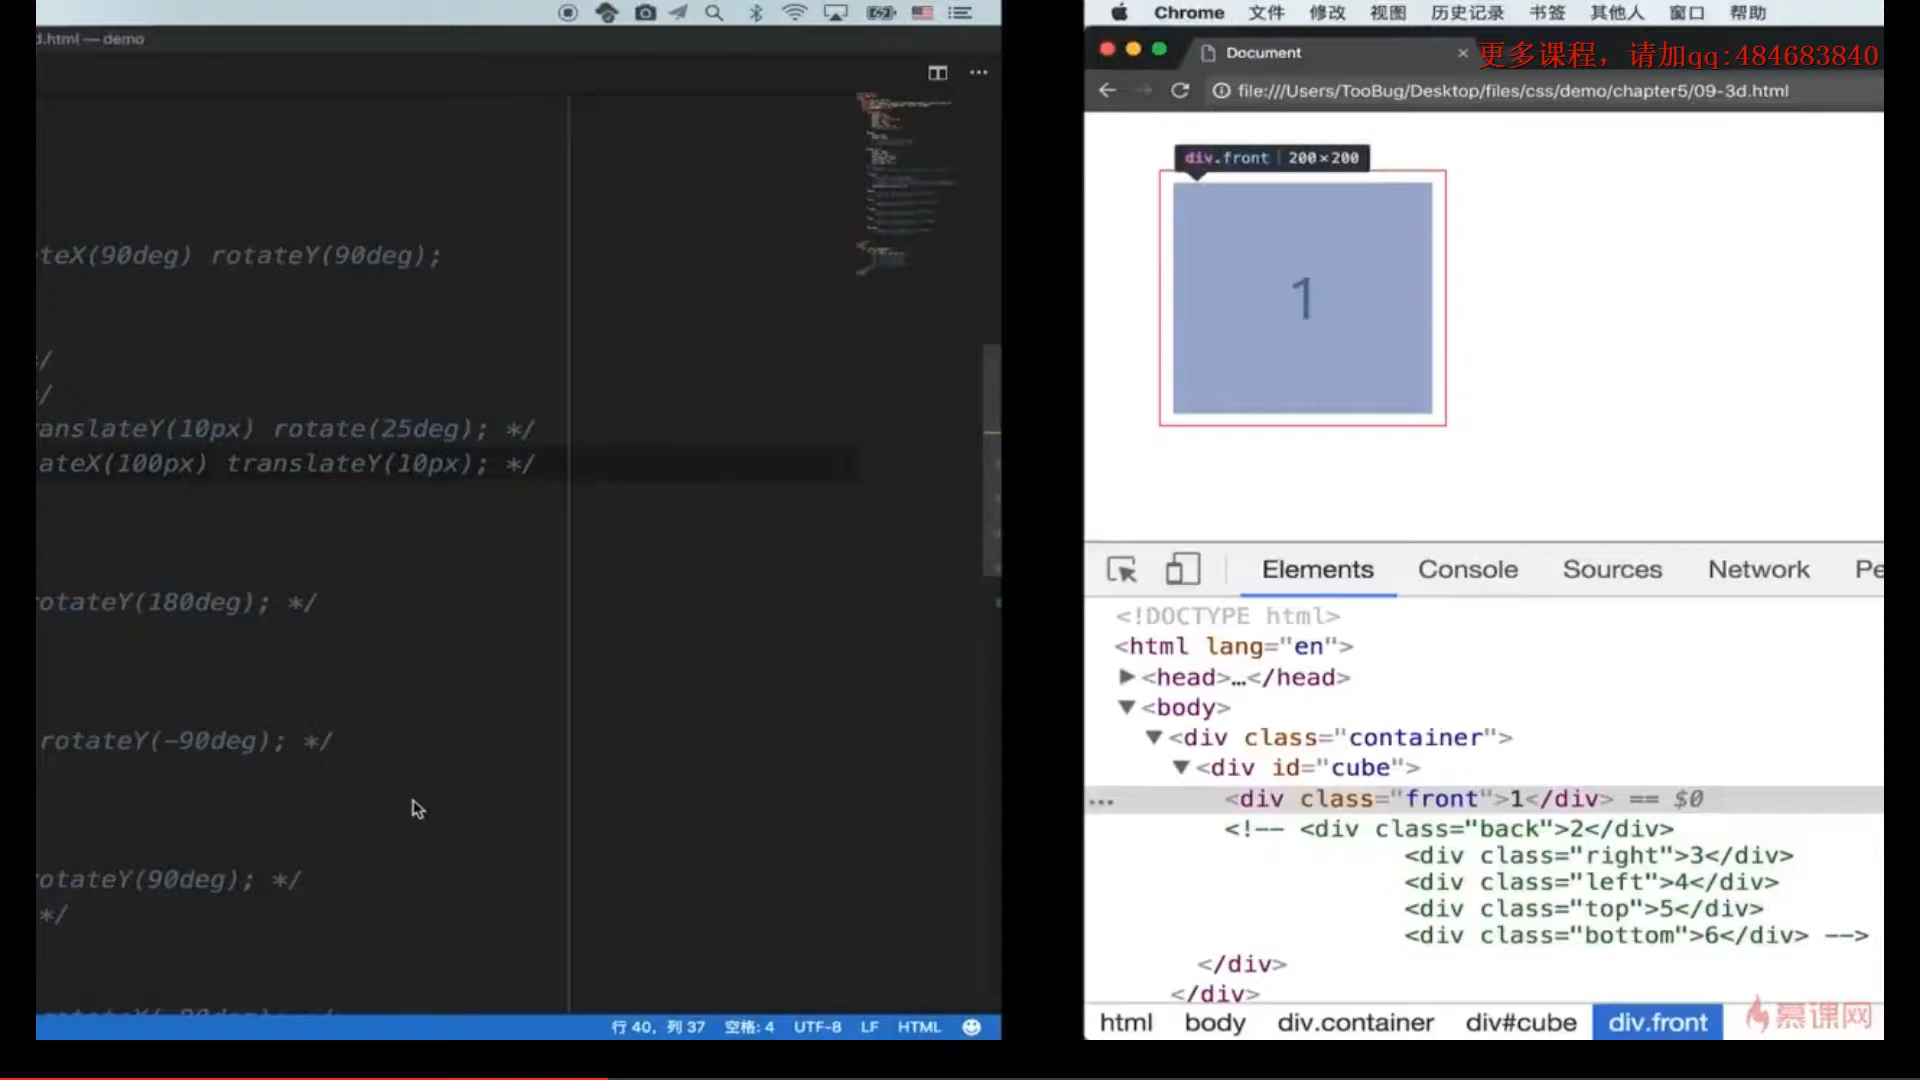 d.html — demo
teX(90deg) rotateY(90deg);
*/
*/
anslateY(10px) rotate(25deg); */
ateX(100px) translateY(10px); */
otateY(180deg); */
rotateY(-90deg); */
otateY(90deg); */
*/
行 40, 列 37 空格: 4 UTF-8 LF HTML
Chrome 文件 修改 视图 历史记录 书签 其他人 窗口 帮助
Document
更多课程，请加qq:484683840
file:///Users/TooBug/Desktop/files/css/demo/chapter5/09-3d.html
div.front 200×200
1
Elements Console Sources Network Pe
<!DOCTYPE html>
<html lang="en">
<head>…</head>
<body>
<div class="container">
<div id="cube">
<div class="front">1</div> == $0
<!-- <div class="back">2</div>
<div class="right">3</div>
<div class="left">4</div>
<div class="top">5</div>
<div class="bottom">6</div> -->
</div>
</div>
html body div.container div#cube div.front
慕课网